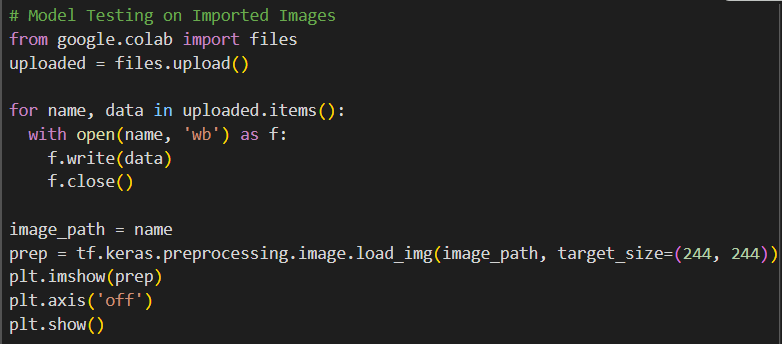 # Model Testing on Imported Images
from google.colab import files
uploaded = files.upload()

for name, data in uploaded.items():
  with open(name, 'wb') as f:
    f.write(data)
    f.close()

image_path = name
prep = tf.keras.preprocessing.image.load_img(image_path, target_size=(244, 244))
plt.imshow(prep)
plt.axis('off')
plt.show()